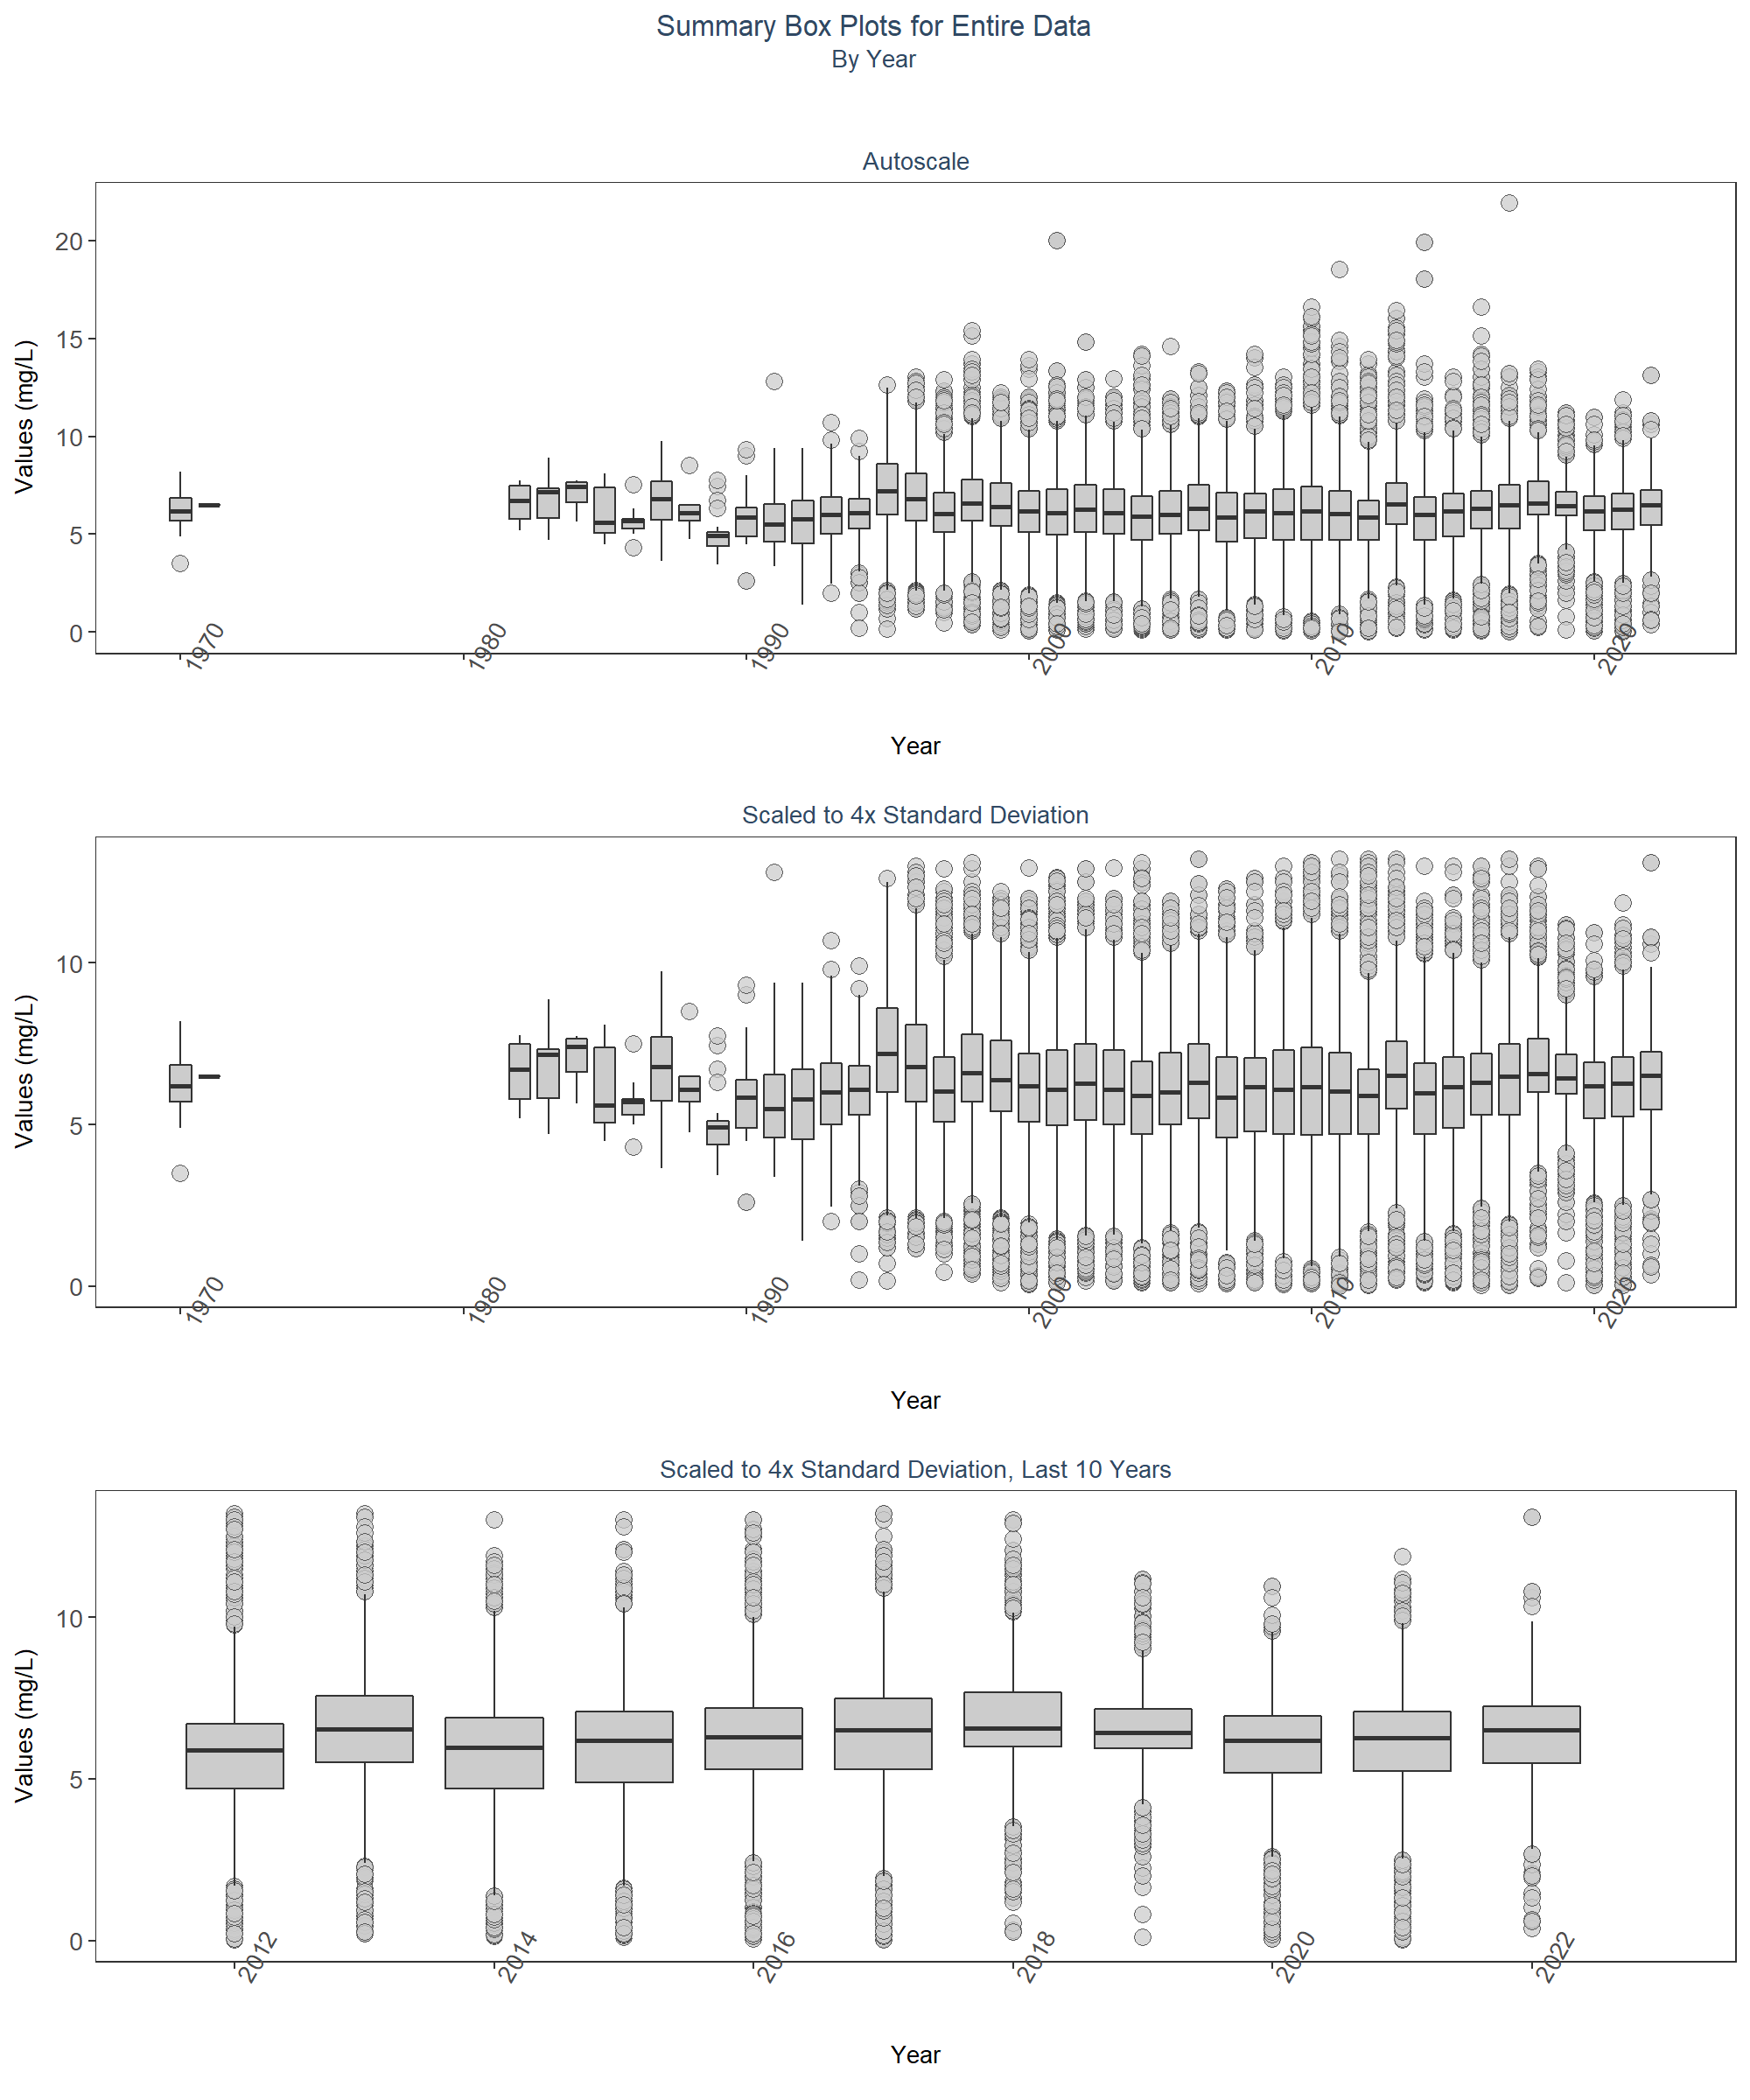 Summary Box Plots for Entire Data
By Year
Autoscale
Values (mg/L)
20
15
10
5
0
1970
1980
1990
2000
2010
2020
Year
Scaled to 4x Standard Deviation
Values (mg/L)
10
5
0
1970
1980
1990
2000
2010
2020
Year
Scaled to 4x Standard Deviation, Last 10 Years
Values (mg/L)
10
5
0
2012
2014
2016
2018
2020
2022
Year